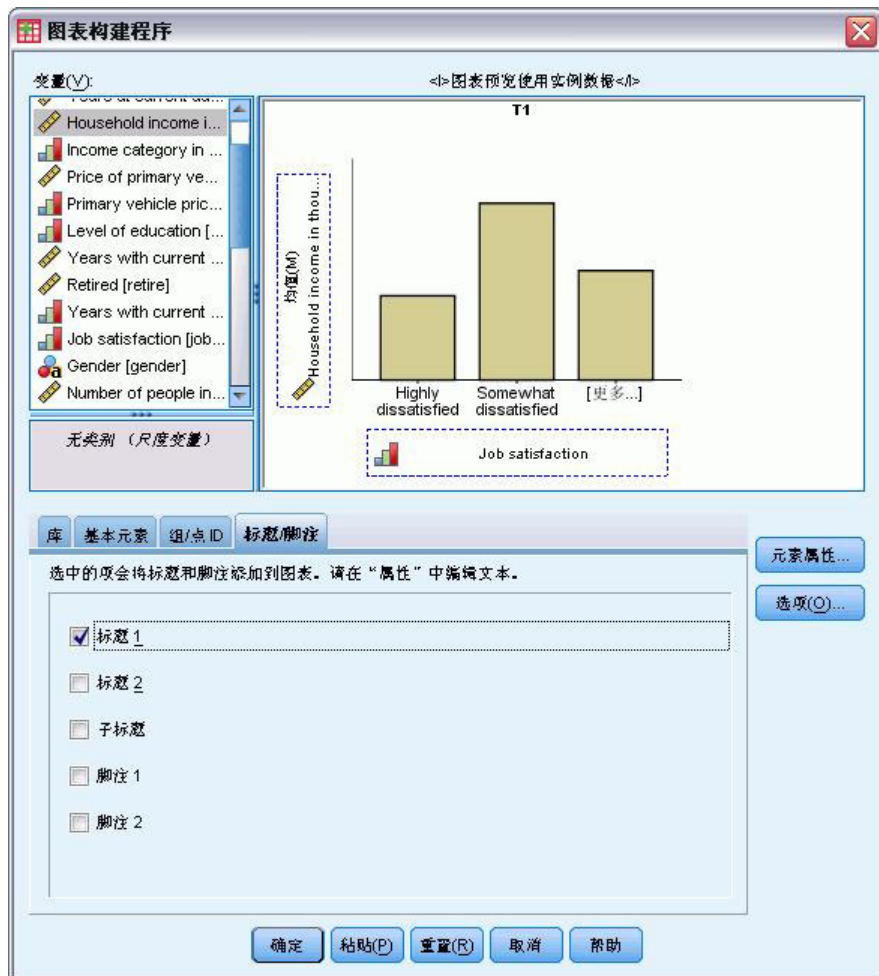 图表构建程序
变量(V):
<I>图表预览使用实例数据</I>
Household income i...
Income category in ...
Price of primary ve...
Primary vehicle pric...
Level of education [...
Years with current ...
Retired [retire]
Years with current ...
Job satisfaction [job...
Gender [gender]
Number of people in...
无类别 （尺度变量）
T1
均值(M)
Household income in thou...
Highly dissatisfied
Somewhat dissatisfied
[更多...]
Job satisfaction
库
基本元素
组/点 ID
标题/脚注
选中的项会将标题和脚注添加到图表。请在“属性”中编辑文本。
标题 1
标题 2
子标题
脚注 1
脚注 2
元素属性...
选项(O)...
确定
粘贴(P)
重置(R)
取消
帮助